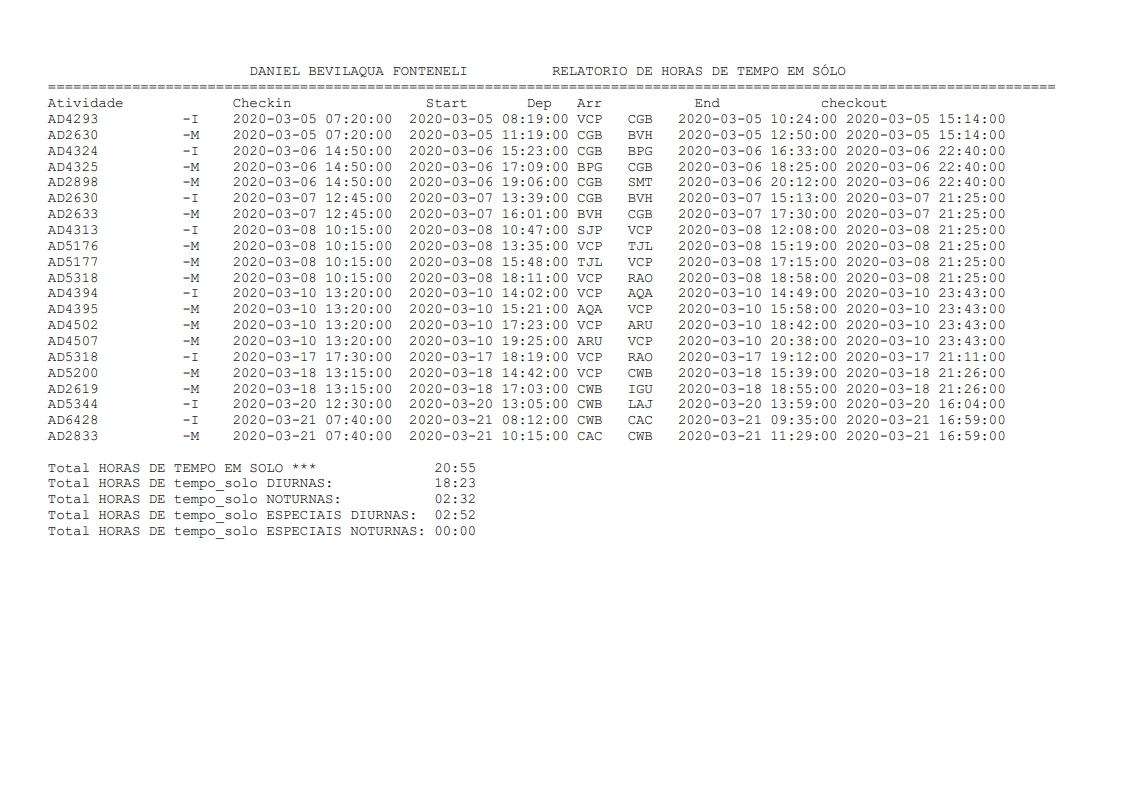 DANIEL BEVILAQUA FONTENELI RELATORIO DE HORAS DE TEMPO EM SÓLO
========================================================================================================================
Atividade Checkin Start Dep Arr End checkout
AD4293 -I 2020-03-05 07:20:00 2020-03-05 08:19:00 VCP CGB 2020-03-05 10:24:00 2020-03-05 15:14:00
AD2630 -M 2020-03-05 07:20:00 2020-03-05 11:19:00 CGB BVH 2020-03-05 12:50:00 2020-03-05 15:14:00
AD4324 -I 2020-03-06 14:50:00 2020-03-06 15:23:00 CGB BPG 2020-03-06 16:33:00 2020-03-06 22:40:00
AD4325 -M 2020-03-06 14:50:00 2020-03-06 17:09:00 BPG CGB 2020-03-06 18:25:00 2020-03-06 22:40:00
AD2898 -M 2020-03-06 14:50:00 2020-03-06 19:06:00 CGB SMT 2020-03-06 20:12:00 2020-03-06 22:40:00
AD2630 -I 2020-03-07 12:45:00 2020-03-07 13:39:00 CGB BVH 2020-03-07 15:13:00 2020-03-07 21:25:00
AD2633 -M 2020-03-07 12:45:00 2020-03-07 16:01:00 BVH CGB 2020-03-07 17:30:00 2020-03-07 21:25:00
AD4313 -I 2020-03-08 10:15:00 2020-03-08 10:47:00 SJP VCP 2020-03-08 12:08:00 2020-03-08 21:25:00
AD5176 -M 2020-03-08 10:15:00 2020-03-08 13:35:00 VCP TJL 2020-03-08 15:19:00 2020-03-08 21:25:00
AD5177 -M 2020-03-08 10:15:00 2020-03-08 15:48:00 TJL VCP 2020-03-08 17:15:00 2020-03-08 21:25:00
AD5318 -M 2020-03-08 10:15:00 2020-03-08 18:11:00 VCP RAO 2020-03-08 18:58:00 2020-03-08 21:25:00
AD4394 -I 2020-03-10 13:20:00 2020-03-10 14:02:00 VCP AQA 2020-03-10 14:49:00 2020-03-10 23:43:00
AD4395 -M 2020-03-10 13:20:00 2020-03-10 15:21:00 AQA VCP 2020-03-10 15:58:00 2020-03-10 23:43:00
AD4502 -M 2020-03-10 13:20:00 2020-03-10 17:23:00 VCP ARU 2020-03-10 18:42:00 2020-03-10 23:43:00
AD4507 -M 2020-03-10 13:20:00 2020-03-10 19:25:00 ARU VCP 2020-03-10 20:38:00 2020-03-10 23:43:00
AD5318 -I 2020-03-17 17:30:00 2020-03-17 18:19:00 VCP RAO 2020-03-17 19:12:00 2020-03-17 21:11:00
AD5200 -M 2020-03-18 13:15:00 2020-03-18 14:42:00 VCP CWB 2020-03-18 15:39:00 2020-03-18 21:26:00
AD2619 -M 2020-03-18 13:15:00 2020-03-18 17:03:00 CWB IGU 2020-03-18 18:55:00 2020-03-18 21:26:00
AD5344 -I 2020-03-20 12:30:00 2020-03-20 13:05:00 CWB LAJ 2020-03-20 13:59:00 2020-03-20 16:04:00
AD6428 -I 2020-03-21 07:40:00 2020-03-21 08:12:00 CWB CAC 2020-03-21 09:35:00 2020-03-21 16:59:00
AD2833 -M 2020-03-21 07:40:00 2020-03-21 10:15:00 CAC CWB 2020-03-21 11:29:00 2020-03-21 16:59:00
Total HORAS DE TEMPO EM SOLO *** 20:55
Total HORAS DE tempo_solo DIURNAS: 18:23
Total HORAS DE tempo_solo NOTURNAS: 02:32
Total HORAS DE tempo_solo ESPECIAIS DIURNAS: 02:52
Total HORAS DE tempo_solo ESPECIAIS NOTURNAS: 00:00